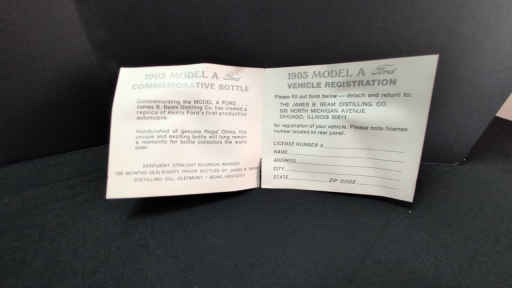 1903 MODEL A Ford
COMMEMORATIVE BOTTLE
Commemorating the MODEL A FORD
James B. Beam Distilling Co. has created a
replica of Henry Ford's first production
automobile.
Handcrafted of genuine Regal China, this
unique and exciting bottle will long remain
a memento for bottle collectors the world
over.
KENTUCKY STRAIGHT BOURBON WHISKEY
100 MONTHS OLD
DISTILLING CO., CLERMONT - BEAM, KENTUCKY
1903 MODEL A Ford
VEHICLE REGISTRATION
Please fill out form below — detach and return to:
THE JAMES B. BEAM DISTILLING CO.
500 NORTH MICHIGAN AVENUE
CHICAGO, ILLINOIS 60611
for registration of your vehicle. Please note license
number located at rear panel.
LICENSE NUMBER
NAME
ADDRESS
CITY
STATE ZIP CODE